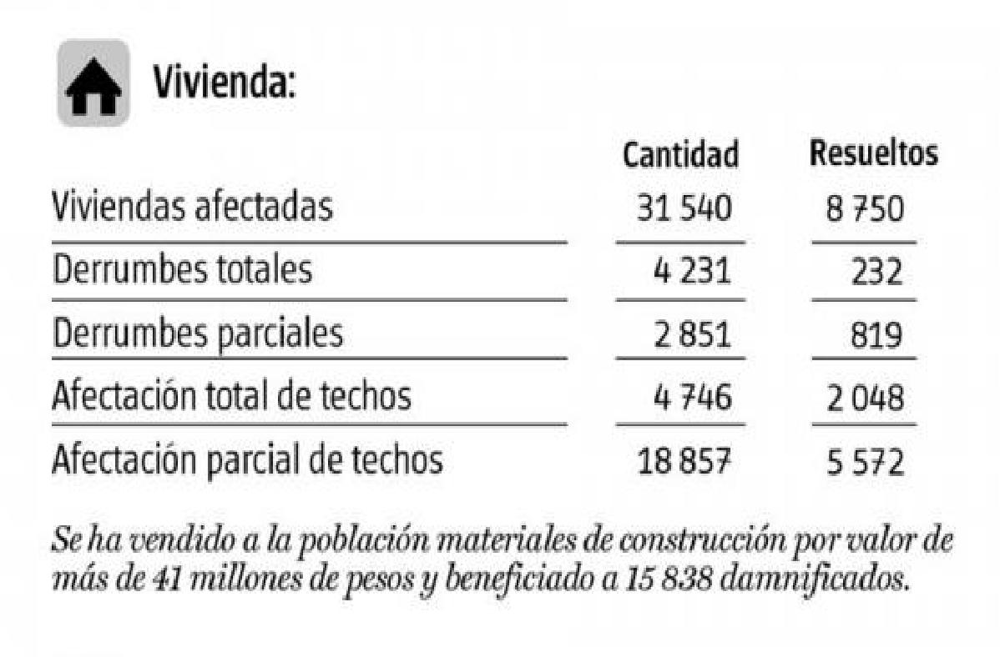 Vivienda:
Cantidad Resueltos
Viviendas afectadas 31 540 8 750
Derrumbes totales 4 231 232
Derrumbes parciales 2 851 819
Afectación total de techos 4 746 2 048
Afectación parcial de techos 18 857 5 572
Se ha vendido a la población materiales de construcción por valor de
más de 41 millones de pesos y beneficiado a 15 838 damnificados.